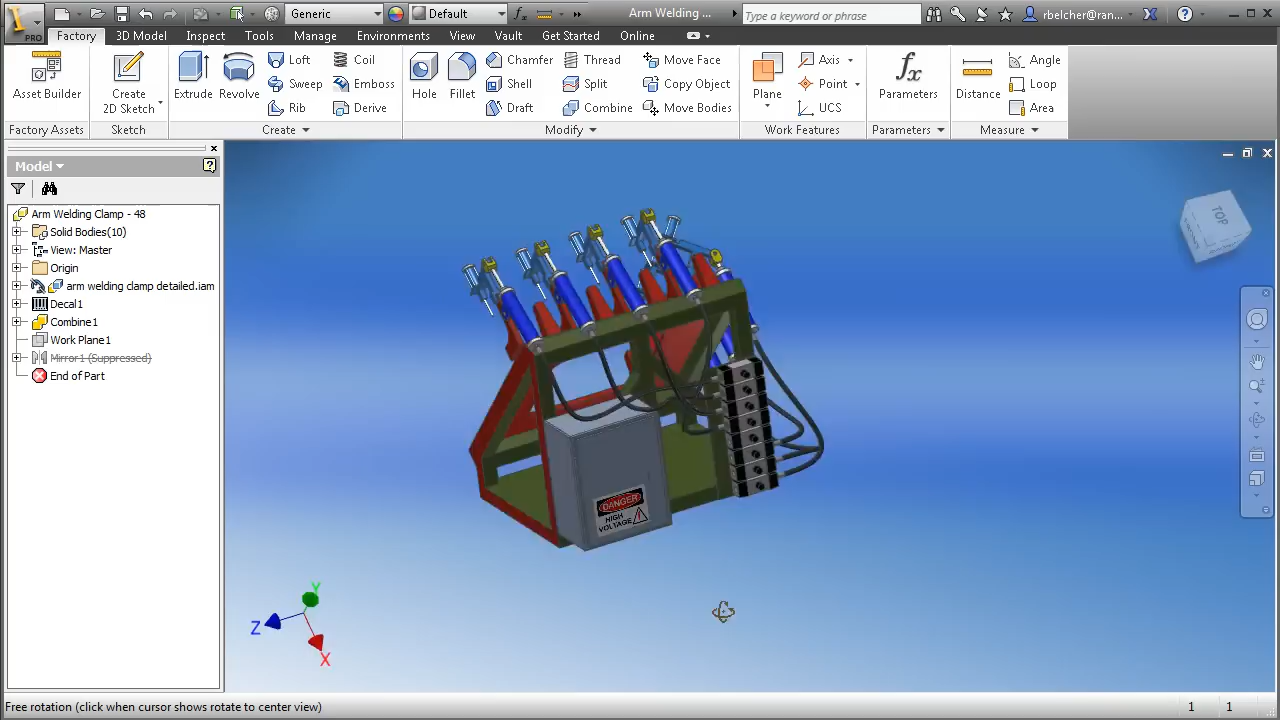 PRO
Generic
Default
Arm Welding ...
Type a keyword or phrase
rbelcher@ran...
Factory
3D Model
Inspect
Tools
Manage
Environments
View
Vault
Get Started
Online
Asset Builder
Create
2D Sketch
Extrude
Revolve
Loft
Sweep
Rib
Coil
Emboss
Derive
Hole
Fillet
Chamfer
Shell
Draft
Thread
Split
Combine
Move Face
Copy Object
Move Bodies
Plane
Axis
Point
UCS
fx
Parameters
Distance
Angle
Loop
Area
Factory Assets
Sketch
Create
Modify
Work Features
Parameters
Measure
Model
Arm Welding Clamp - 48
Solid Bodies(10)
View: Master
Origin
arm welding clamp detailed.iam
Decal1
Combine1
Work Plane1
Mirror1 (Suppressed)
End of Part
TOP
DANGER
HIGH
VOLTAGE
Y
Z
X
Free rotation (click when cursor shows rotate to center view)
1
1